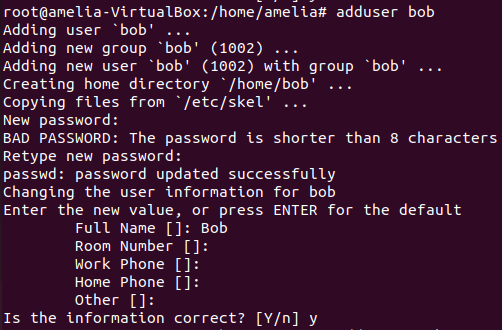 root@amelia-VirtualBox:/home/amelia# adduser bob
Adding user `bob' ...
Adding new group `bob' (1002) ...
Adding new user `bob' (1002) with group `bob' ...
Creating home directory `/home/bob' ...
Copying files from `/etc/skel' ...
New password:
BAD PASSWORD: The password is shorter than 8 characters
Retype new password:
passwd: password updated successfully
Changing the user information for bob
Enter the new value, or press ENTER for the default
        Full Name []: Bob
        Room Number []:
        Work Phone []:
        Home Phone []:
        Other []:
Is the information correct? [Y/n] y